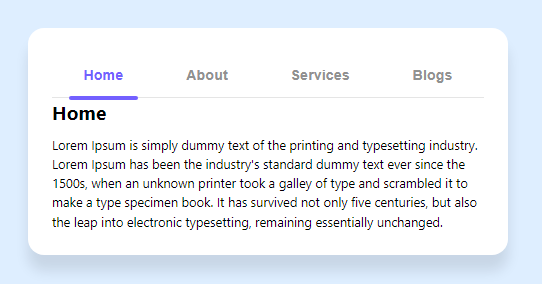 Home About Services Blogs
Home
Lorem Ipsum is simply dummy text of the printing and typesetting industry.
Lorem Ipsum has been the industry's standard dummy text ever since the
1500s, when an unknown printer took a galley of type and scrambled it to
make a type specimen book. It has survived not only five centuries, but also
the leap into electronic typesetting, remaining essentially unchanged.